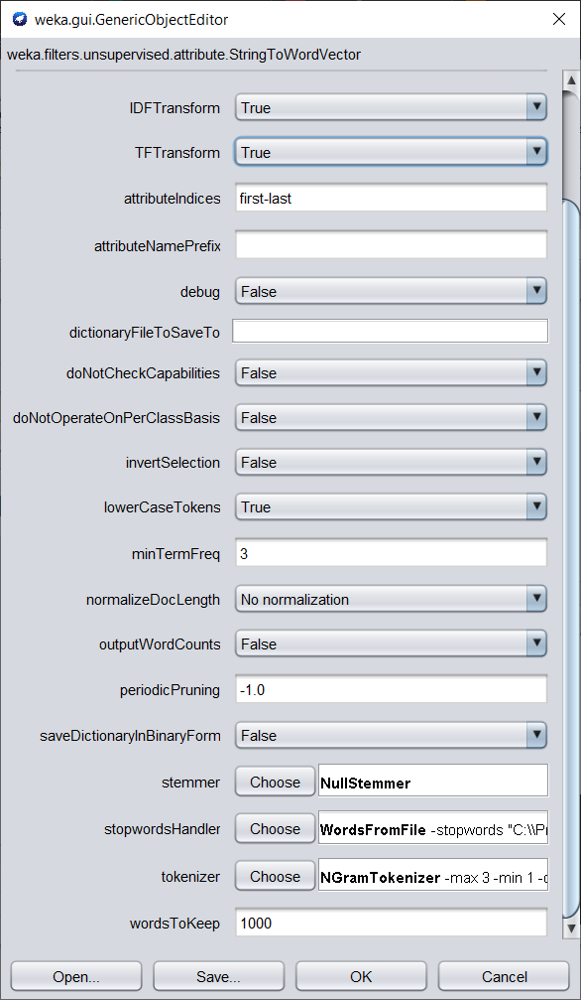 weka.gui.GenericObjectEditor
weka.filters.unsupervised.attribute.StringToWordVector
IDFTransform True
TFTransform True
attributeIndices first-last
attributeNamePrefix
debug False
dictionaryFileToSaveTo
doNotCheckCapabilities False
doNotOperateOnPerClassBasis False
invertSelection False
lowerCaseTokens True
minTermFreq 3
normalizeDocLength No normalization
outputWordCounts False
periodicPruning -1.0
saveDictionaryInBinaryForm False
stemmer Choose NullStemmer
stopwordsHandler Choose WordsFromFile -stopwords "C:\\P
tokenizer Choose NGramTokenizer -max 3 -min 1 -
wordsToKeep 1000
Open... Save... OK Cancel